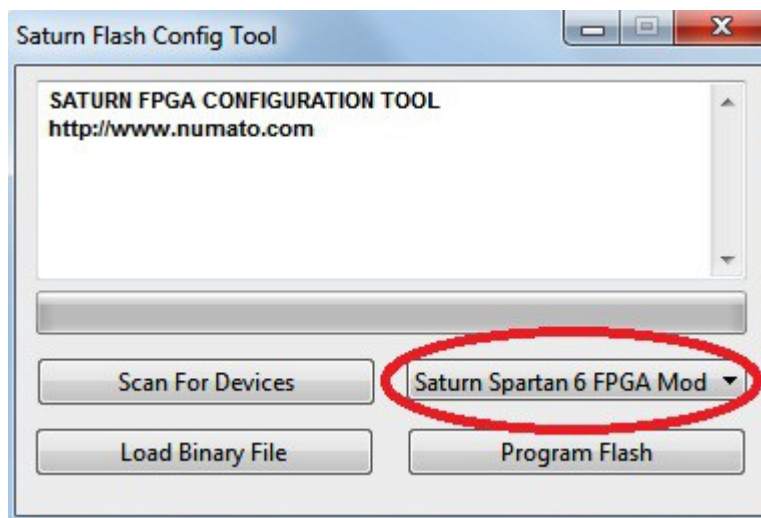 Saturn Flash Config Tool
SATURN FPGA CONFIGURATION TOOL
http://www.numato.com
Scan For Devices
Saturn Spartan 6 FPGA Mod
Load Binary File
Program Flash